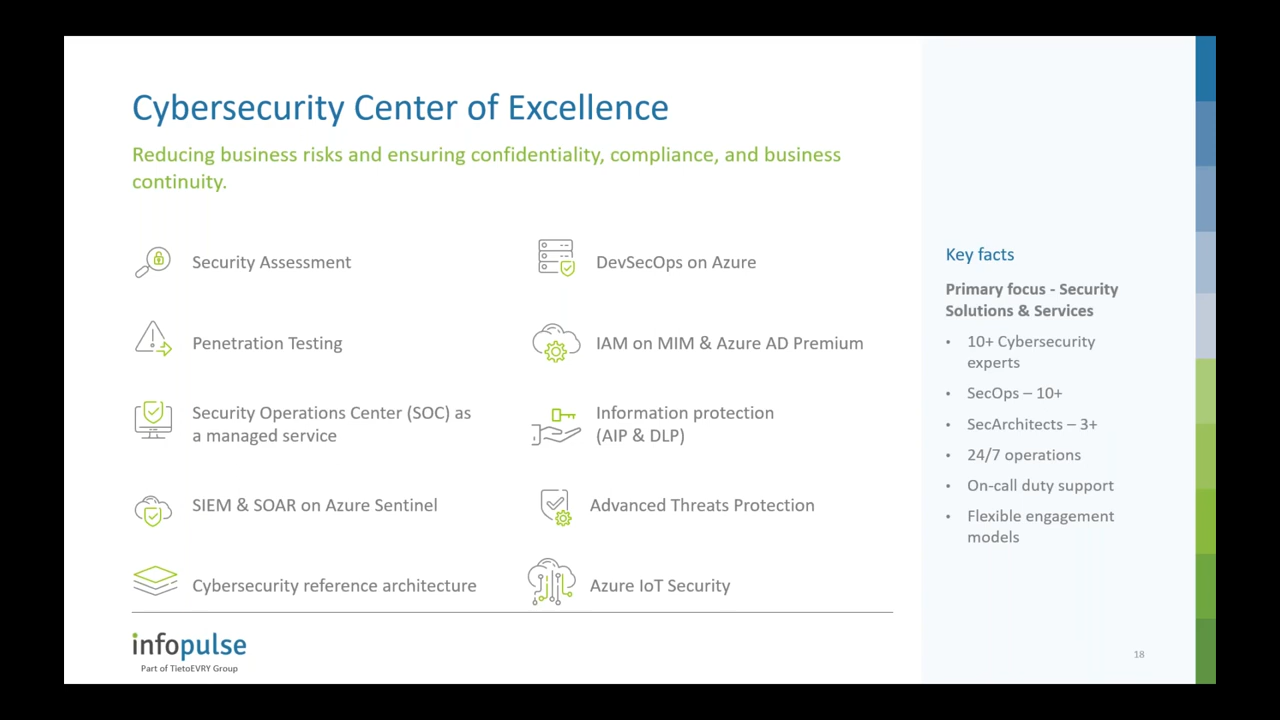 Cybersecurity Center of Excellence
Reducing business risks and ensuring confidentiality, compliance, and business
continuity.
Security Assessment
Penetration Testing
Security Operations Center (SOC) as
a managed service
SIEM & SOAR on Azure Sentinel
Cybersecurity reference architecture
DevSecOps on Azure
IAM on MIM & Azure AD Premium
Information protection
(AIP & DLP)
Advanced Threats Protection
Azure IoT Security
Key facts
Primary focus - Security
Solutions & Services
• 10+ Cybersecurity
experts
• SecOps – 10+
• SecArchitects – 3+
• 24/7 operations
• On-call duty support
• Flexible engagement
models
infopulse
Part of TietoEVRY Group
18